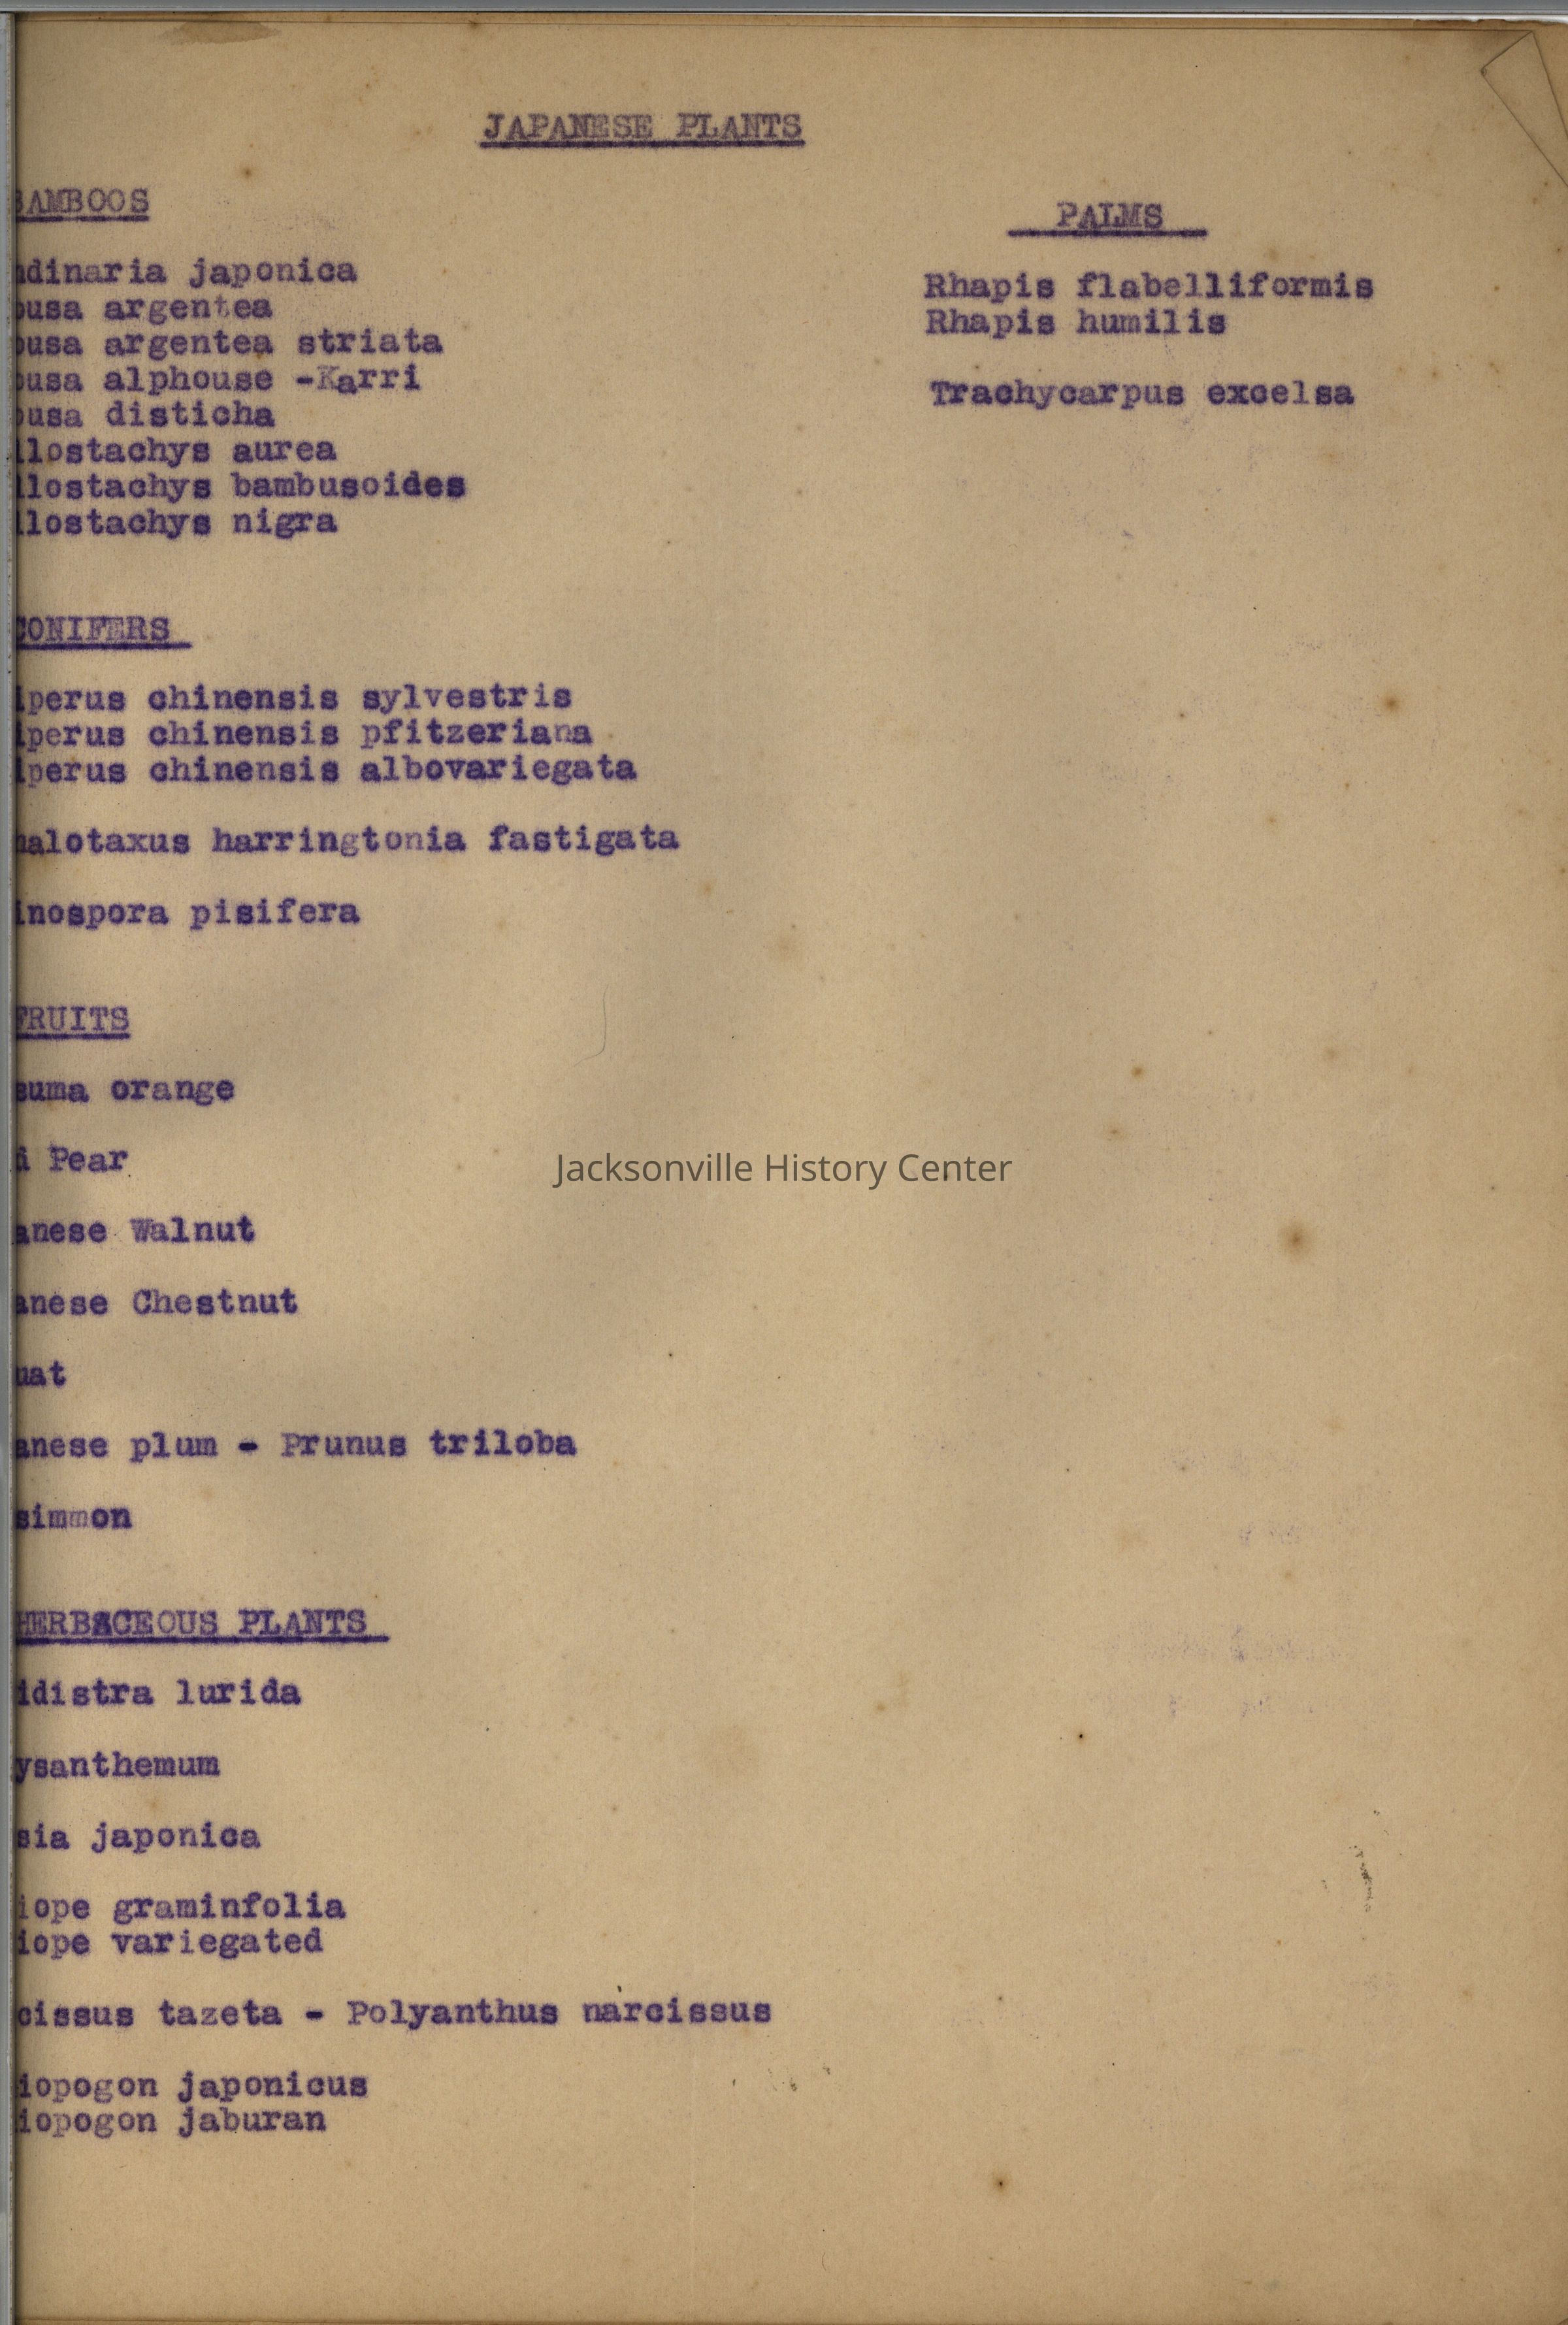 JAPANESE PLANTS
BAMBOOS
ndinaria japonica
busa argentea
busa argentea striata
busa alphouse -Karri
busa disticha
llostachys aurea
llostachys bambusoides
llostachys nigra
CONIFERS
iperus chinensis sylvestris
iperus chinensis pfitzeriana
iperus chinensis albovariegata
halotaxus harringtonia fastigata
inospora pisifera
FRUITS
suma orange
i Pear
anese Walnut
anese Chestnut
uat
anese plum - Prunus triloba
simmon
HERBACEOUS PLANTS
idistra lurida
ysanthemum
sia japonica
iope graminfolia
iope variegated
cissus tazeta - Polyanthus narcissus
iopogon japonicus
iopogon jaburan
PALMS
Rhapis flabelliformis
Rhapis humilis
Trachycarpus excelsa
Jacksonville History Center